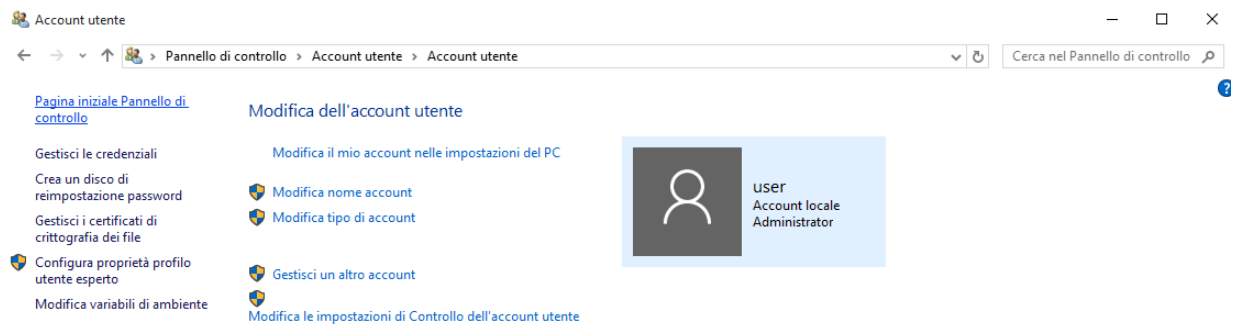 Account utente
Pannello di controllo > Account utente > Account utente
Cerca nel Pannello di controllo
Pagina iniziale Pannello di
controllo
Gestisci le credenziali
Crea un disco di
reimpostazione password
Gestisci i certificati di
crittografia dei file
Configura proprietà profilo
utente esperto
Modifica variabili di ambiente
Modifica dell'account utente
Modifica il mio account nelle impostazioni del PC
Modifica nome account
Modifica tipo di account
Gestisci un altro account
Modifica le impostazioni di Controllo dell'account utente
user
Account locale
Administrator